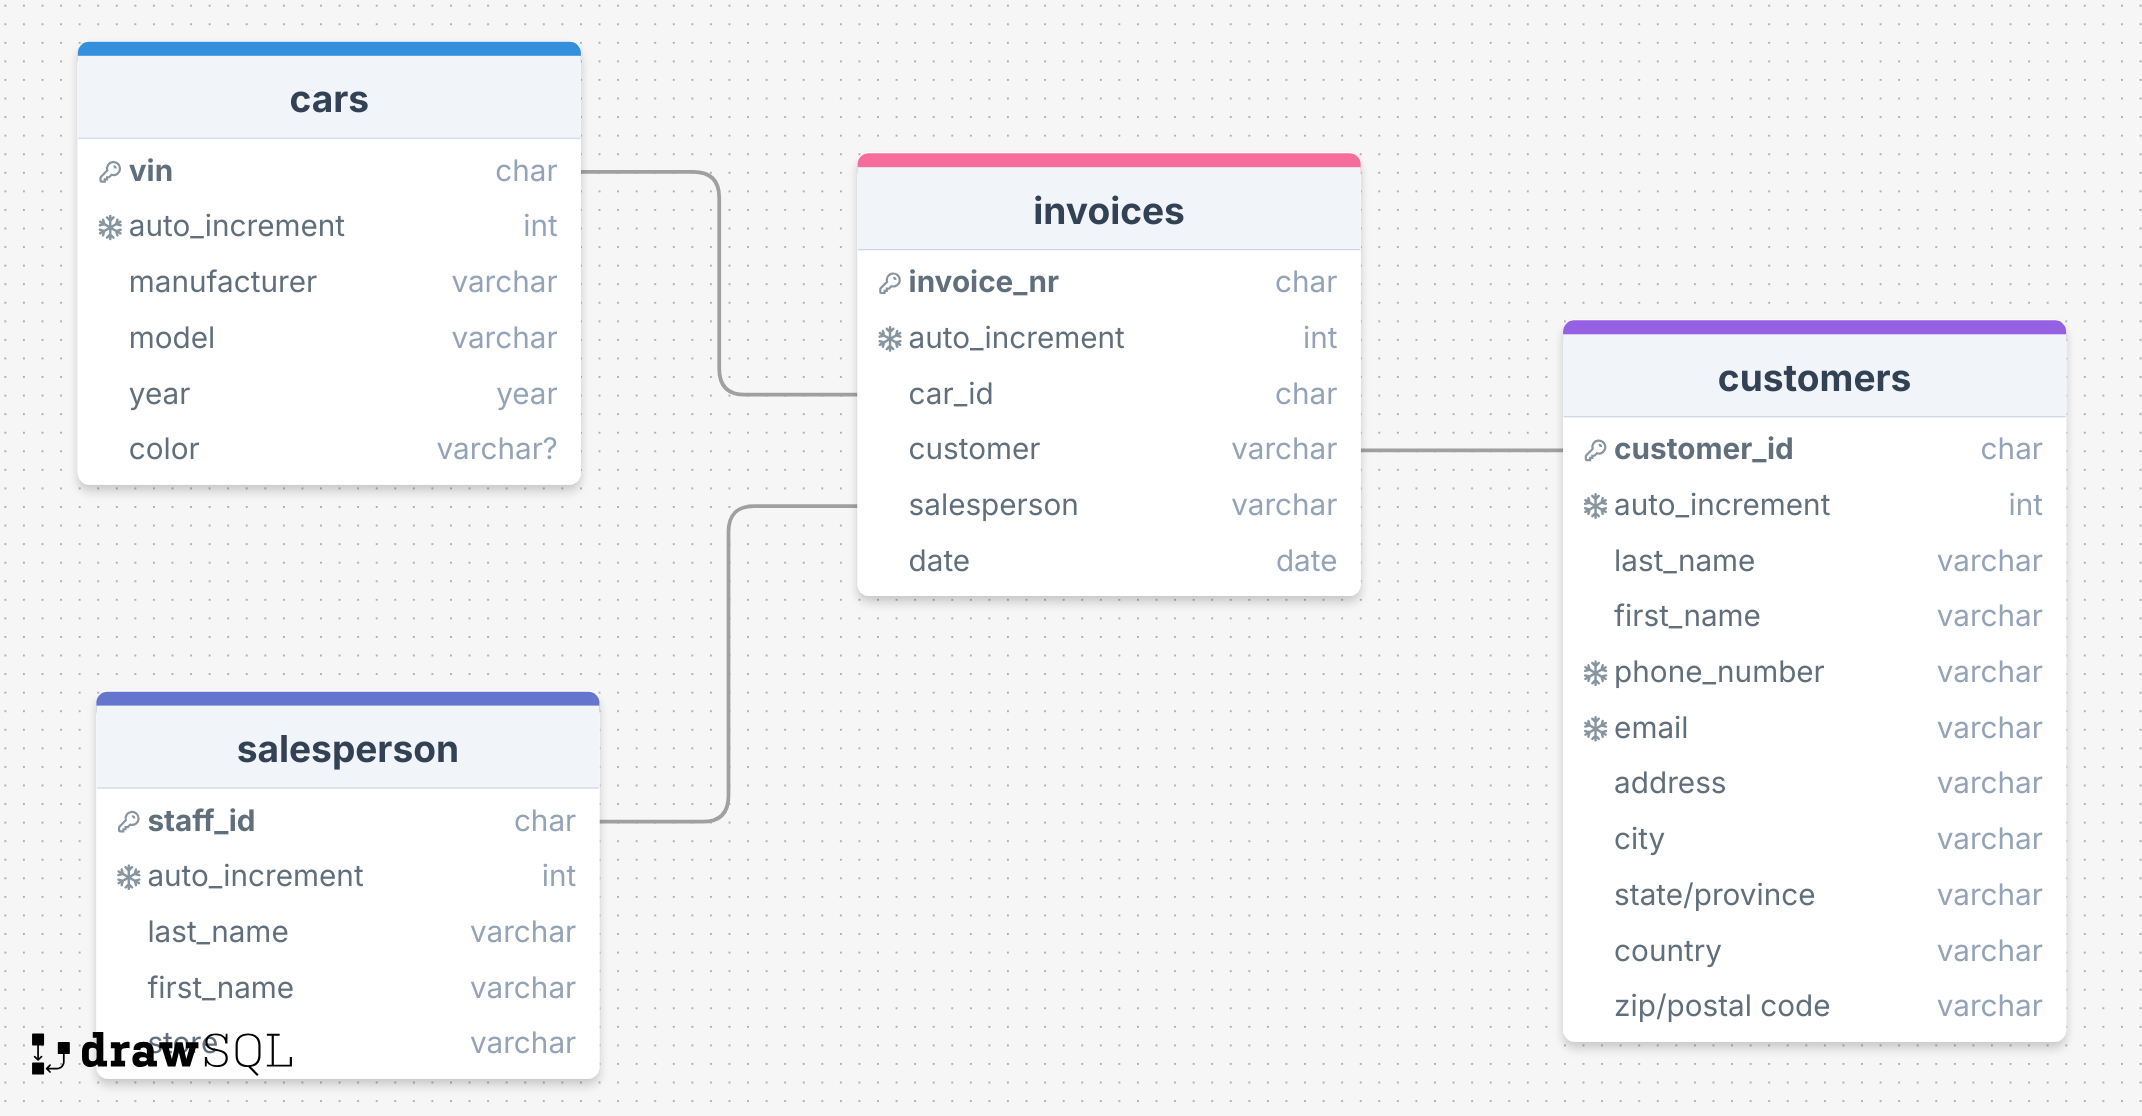 cars
vin char
auto_increment int
manufacturer varchar
model varchar
year year
color varchar?
invoices
invoice_nr char
auto_increment int
car_id char
customer varchar
salesperson varchar
date date
customers
customer_id char
auto_increment int
last_name varchar
first_name varchar
phone_number varchar
email varchar
address varchar
city varchar
state/province varchar
country varchar
zip/postal code varchar
salesperson
staff_id char
auto_increment int
last_name varchar
first_name varchar
store varchar
drawSQL